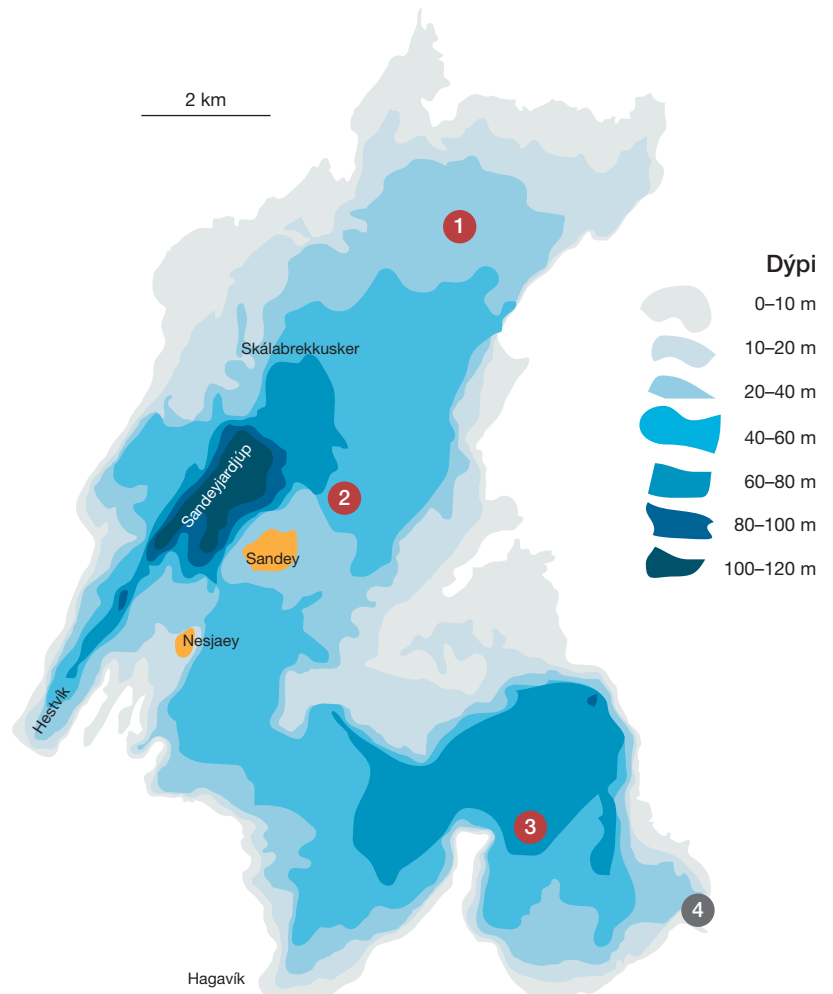 2 km
1
Dýpi
0–10 m
10–20 m
20–40 m
40–60 m
60–80 m
80–100 m
100–120 m
Skálabrekkusker
Sandeyjardjúp
2
Sandey
Nesjaey
Hestvík
3
4
Hagavík